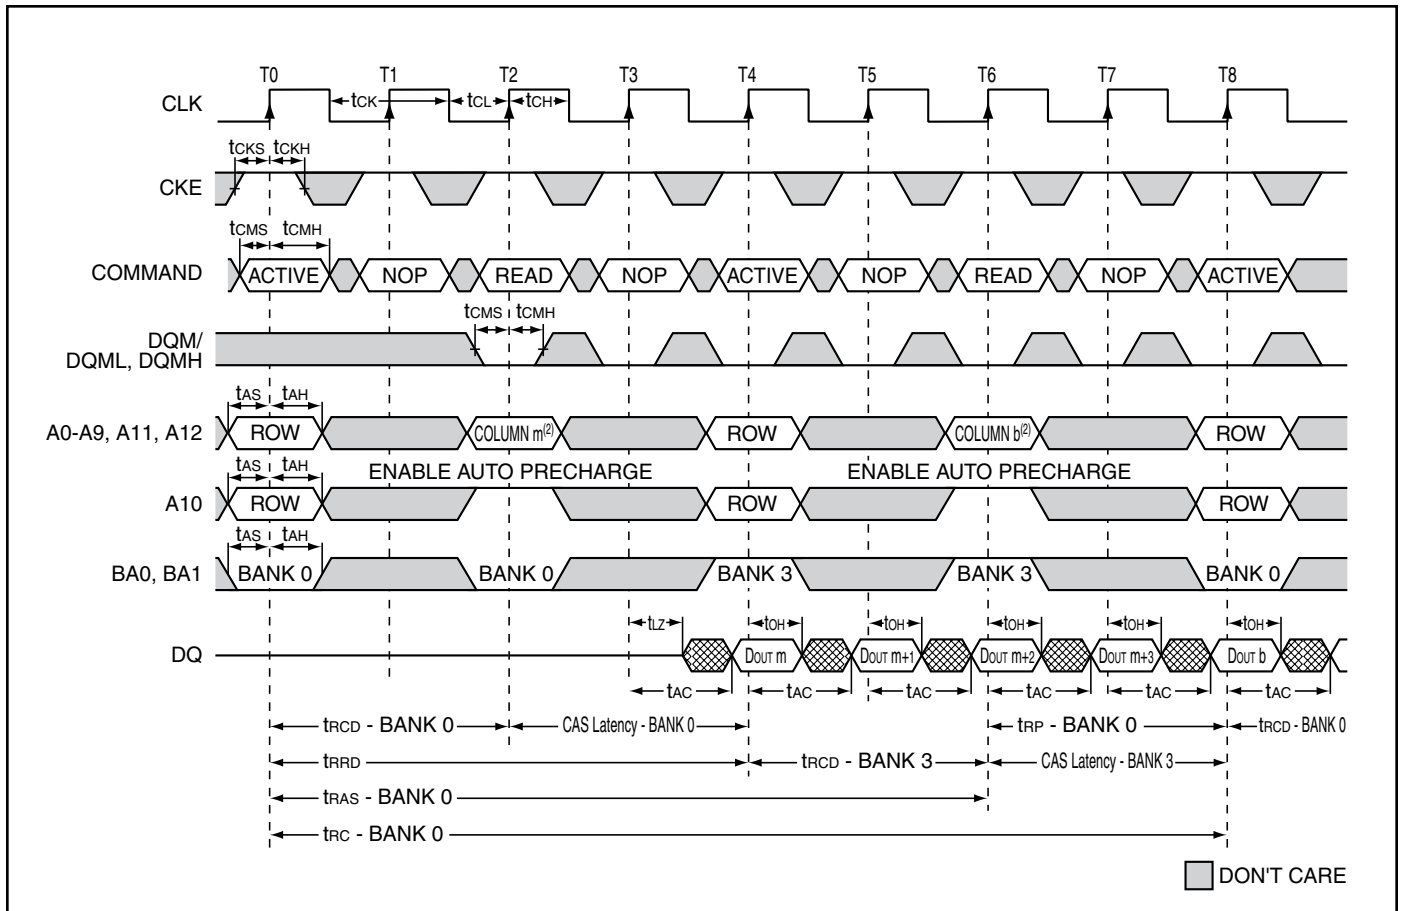 T0 T1 T2 T3 T4 T5 T6 T7 T8
CLK tCK tCL tCH
tCKS tCKH
CKE
tCMS tCMH
COMMAND ACTIVE NOP READ NOP ACTIVE NOP READ NOP ACTIVE
tCMS tCMH
DQM/
DQML, DQMH
tAS tAH
A0-A9, A11, A12 ROW COLUMN m(2) ROW COLUMN b(2) ROW
tAS tAH ENABLE AUTO PRECHARGE ENABLE AUTO PRECHARGE
A10 ROW ROW ROW
tAS tAH
BA0, BA1 BANK 0 BANK 0 BANK 3 BANK 3 BANK 0
tLZ tOH tOH tOH tOH tOH
DQ DOUT m DOUT m+1 DOUT m+2 DOUT m+3 DOUT b
tAC tAC tAC tAC tAC tAC
tRCD - BANK 0 CAS Latency - BANK 0 tRP - BANK 0 tRCD - BANK 0
tRRD tRCD - BANK 3 CAS Latency - BANK 3
tRAS - BANK 0
tRC - BANK 0
DON'T CARE